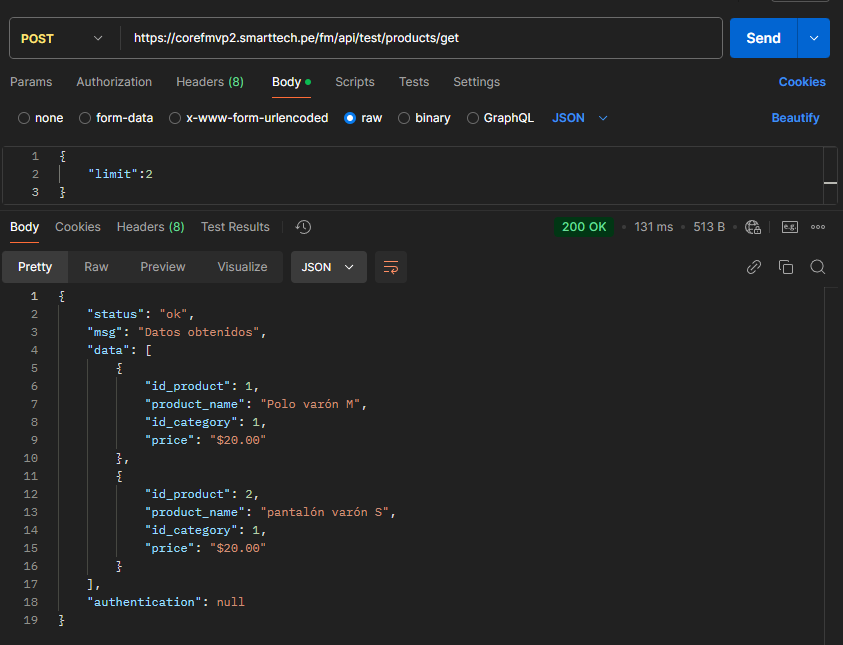 POST https://corefmvp2.smarttech.pe/fm/api/test/products/get Send
Params Authorization Headers (8) Body Scripts Tests Settings Cookies
none form-data x-www-form-urlencoded raw binary GraphQL JSON Beautify
1 {
2 "limit":2
3 }
Body Cookies Headers (8) Test Results 200 OK 131 ms 513 B e.g.
Pretty Raw Preview Visualize JSON
1 {
2 "status": "ok",
3 "msg": "Datos obtenidos",
4 "data": [
5 {
6 "id_product": 1,
7 "product_name": "Polo varón M",
8 "id_category": 1,
9 "price": "$20.00"
10 },
11 {
12 "id_product": 2,
13 "product_name": "pantalón varón S",
14 "id_category": 1,
15 "price": "$20.00"
16 }
17 ],
18 "authentication": null
19 }